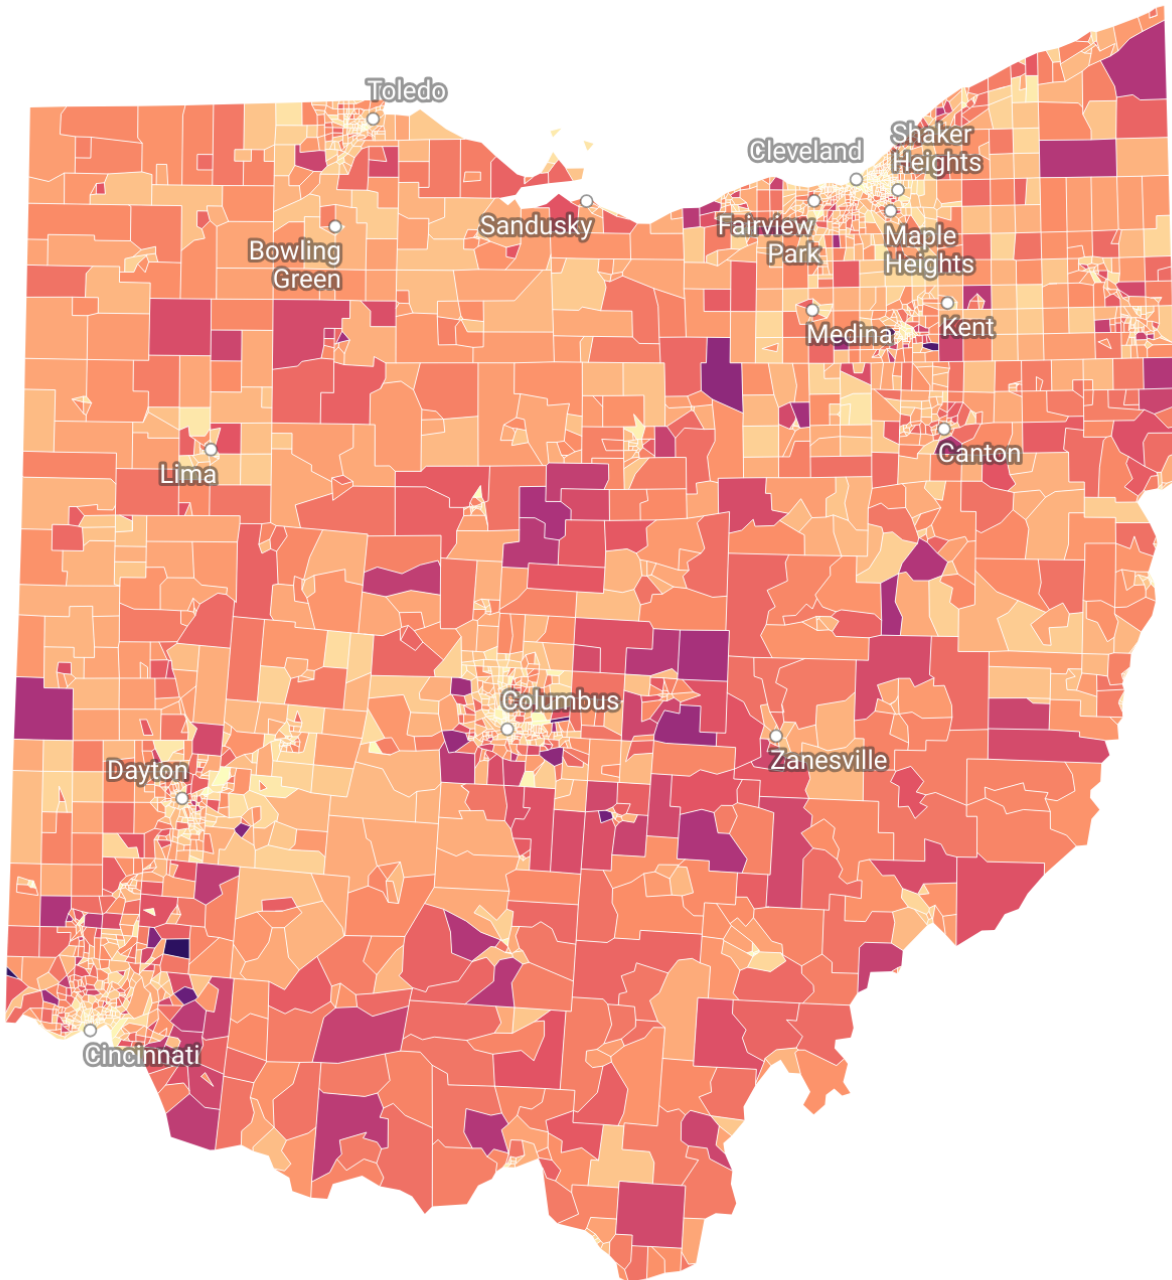 Toledo
Cleveland
Shaker
Heights
Sandusky
Fairview
Park
Maple
Heights
Bowling
Green
Medina
Kent
Lima
Canton
Columbus
Zanesville
Dayton
Cincinnati